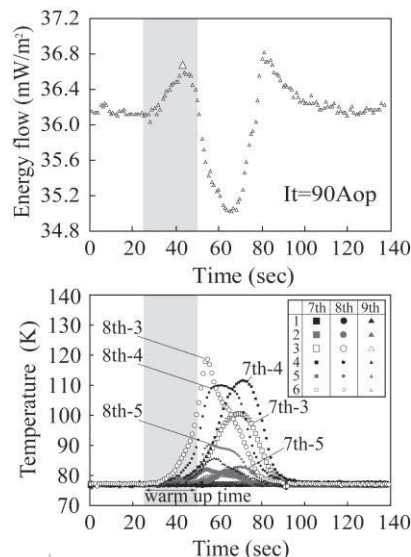 Energy flow (mW/m²)
37.2
36.8
36.4
36.0
35.6
35.2
34.8
It=90Aop
0 20 40 60 80 100 120 140
Time (sec)
Temperature (K)
140
130
120
110
100
90
80
70
8th-3
8th-4
8th-5
7th-4
7th-3
7th-5
7th 8th 9th
1
2
3
4
5
6
warm up time
0 20 40 60 80 100 120 140
Time (sec)